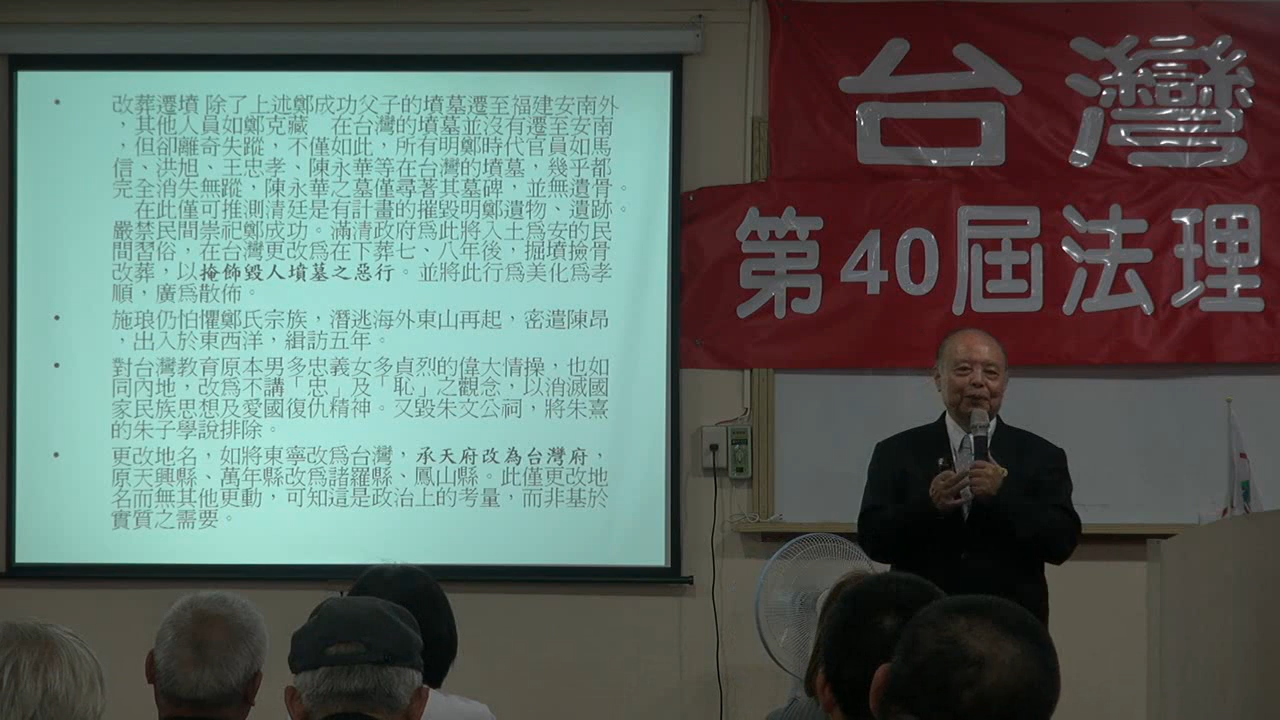 改葬遷墳 除了上述鄭成功父子的墳墓遷至福建安南外
，其他人員如鄭克藏　在台灣的墳墓並沒有遷至安南
，但卻離奇失蹤，不僅如此，所有明鄭時代官員如馬
信、洪旭、王忠孝、陳永華等在台灣的墳墓，幾乎都
完全消失無蹤，陳永華之墓僅尋著其墓碑，並無遺骨。
在此僅可推測清廷是有計畫的摧毀明鄭遺物、遺跡。
嚴禁民間崇祀鄭成功。滿清政府為此將入土為安的民
間習俗，在台灣更改為在下葬七、八年後，掘墳撿骨
改葬，以掩飾毀人墳墓之惡行。並將此行為美化為孝
順，廣為散佈。
施琅仍怕懼鄭氏宗族，潛逃海外東山再起，密遣陳昂
，出入於東西洋，緝訪五年。
對台灣教育原本男多忠義女多貞烈的偉大情操，也如
同內地，改為不講「忠」及「恥」之觀念，以消滅國
家民族思想及愛國復仇精神。又毀朱文公祠，將朱熹
的朱子學說排除。
更改地名，如將東寧改為台灣，承天府改為台灣府，
原天興縣、萬年縣改為諸羅縣、鳳山縣。此僅更改地
名而無其他更動，可知這是政治上的考量，而非基於
實質之需要。
台灣
第40屆法理